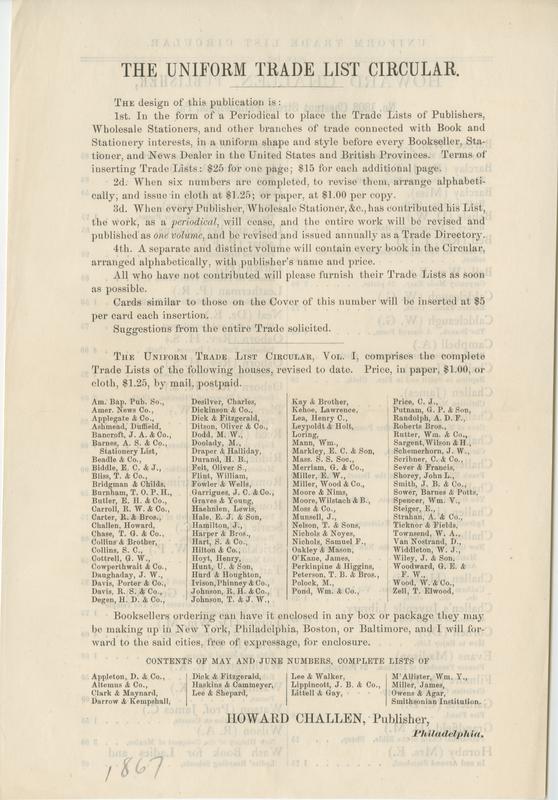 THE UNIFORM TRADE LIST CIRCULAR.
THE design of this publication is:
1st. In the form of a Periodical to place the Trade Lists of Publishers,
Wholesale Stationers, and other branches of trade connected with Book and
Stationery interests, in a uniform shape and style before every Bookseller, Sta-
tioner, and News Dealer in the United States and British Provinces. Terms of
inserting Trade Lists: $25 for one page; $15 for each additional page.
2d. When six numbers are completed, to revise them, arrange alphabeti-
cally; and issue in cloth at $1.25; or paper, at $1.00 per copy.
3d. When every Publisher, Wholesale Stationer, &c., has contributed his List,
the work, as a periodical, will cease, and the entire work will be revised and
published as one volume, and be revised and issued annually as a Trade Directory.
4th. A separate and distinct volume will contain every book in the Circular,
arranged alphabetically, with publisher's name and price.
All who have not contributed will please furnish their Trade Lists as soon
as possible.
Cards similar to those on the Cover of this number will be inserted at $5
per card each insertion.
Suggestions from the entire Trade solicited.
THE UNIFORM TRADE LIST CIRCULAR, VOL. I, comprises the complete
Trade Lists of the following houses, revised to date. Price, in paper, $1.00, or
cloth, $1.25, by mail, postpaid.
Am. Bap. Pub. So.,
Amer. News Co.,
Applegate & Co.,
Ashmead, Duffield,
Bancroft, J. A. & Co.,
Barnes, A. S. & Co.,
Stationery List,
Beadle & Co.,
Biddle, E. C. & J.,
Bliss, T. & Co.,
Bridgman & Childs,
Burnham, T. O. P. H.,
Butler, E. H. & Co.,
Carroll, R. W. & Co.,
Carter, R. & Bros.,
Challen, Howard,
Chase, T. G. & Co.,
Collins & Brother,
Collins, S. C.,
Cottrell, G. W.,
Cowperthwait & Co.,
Daughaday, J. W.,
Davis, Porter & Co.,
Davis, R. S. & Co.,
Degen, H. D. & Co.,
Desilver, Charles,
Dickinson & Co.,
Dick & Fitzgerald,
Ditson, Oliver & Co.,
Dodd, M. W.,
Doolady, M.,
Draper & Halliday,
Durand, H. B.,
Felt, Oliver S.,
Flint, William,
Fowler & Wells,
Garrigues, J. C. & Co.,
Graves & Young,
Haehnlen, Lewis,
Hale, E. J. & Son,
Hamilton, J.,
Harper & Bros.,
Hart, S. & Co.,
Hilton & Co.,
Hoyt, Henry,
Hunt, U. & Son,
Hurd & Houghton,
Ivison, Phinney & Co.,
Johnson, R. H. & Co.,
Johnson, T. & J. W.,
Kay & Brother,
Kehoe, Lawrence,
Lea, Henry C.,
Leypoldt & Holt,
Loring,
Mann, Wm.,
Markley, E. C. & Son,
Mass. S. S. Soc.,
Merriam, G. & Co.,
Miller, E. W.,
Miller, Wood & Co.,
Moore & Nims,
Moore, Wilstach & B.,
Moss & Co.,
Munsell, J.,
Nelson, T. & Sons,
Nichols & Noyes,
Nichols, Samuel F.,
Oakley & Mason,
O'Kane, James,
Perkinpine & Higgins,
Peterson, T. B. & Bros.,
Polock, M.,
Pond, Wm. & Co.,
Price, C. J.,
Putnam, G. P. & Son,
Randolph, A. D. F.,
Roberts Bros.,
Rutter, Wm. & Co.,
Sargent, Wilson & H.,
Schemerhorn, J. W.,
Scribner, C. & Co.,
Sever & Francis,
Shorey, John L.,
Smith, J. B. & Co.,
Sower, Barnes & Potts,
Spencer, Wm. V.,
Steiger, E.,
Strahan, A. & Co.,
Ticknor & Fields,
Townsend, W. A.,
Van Nostrand, D.,
Widdleton, W. J.,
Wiley, J. & Son,
Woodward, G. E. &
F. W.,
Wood, W. & Co.,
Zell, T. Elwood,
Booksellers ordering can have it enclosed in any box or package they may
be making up in New York, Philadelphia, Boston, or Baltimore, and I will for-
ward to the said cities, free of expressage, for enclosure.
CONTENTS OF MAY AND JUNE NUMBERS, COMPLETE LISTS OF
Appleton, D. & Co.,
Altemus & Co.,
Clark & Maynard,
Darrow & Kempshall,
Dick & Fitzgerald,
Haskins & Cammeyer,
Lee & Shepard,
Lee & Walker,
Lippincott, J. B. & Co.,
Littell & Gay,
M'Allister, Wm. Y.,
Miller, James,
Owens & Agar,
Smithsonian Institution.
HOWARD CHALLEN, Publisher,
Philadelphia.
1867